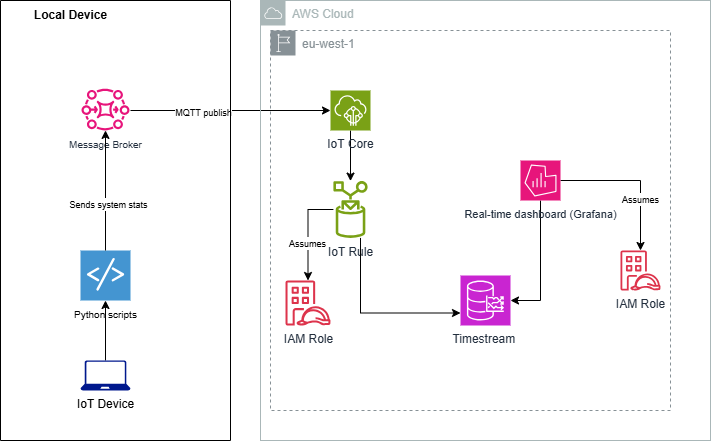 Local Device
AWS Cloud
eu-west-1
Message Broker
MQTT publish
IoT Core
Sends system stats
Real-time dashboard (Grafana)
Assumes
Assumes
IoT Rule
Python scripts
IAM Role
IAM Role
Timestream
IoT Device